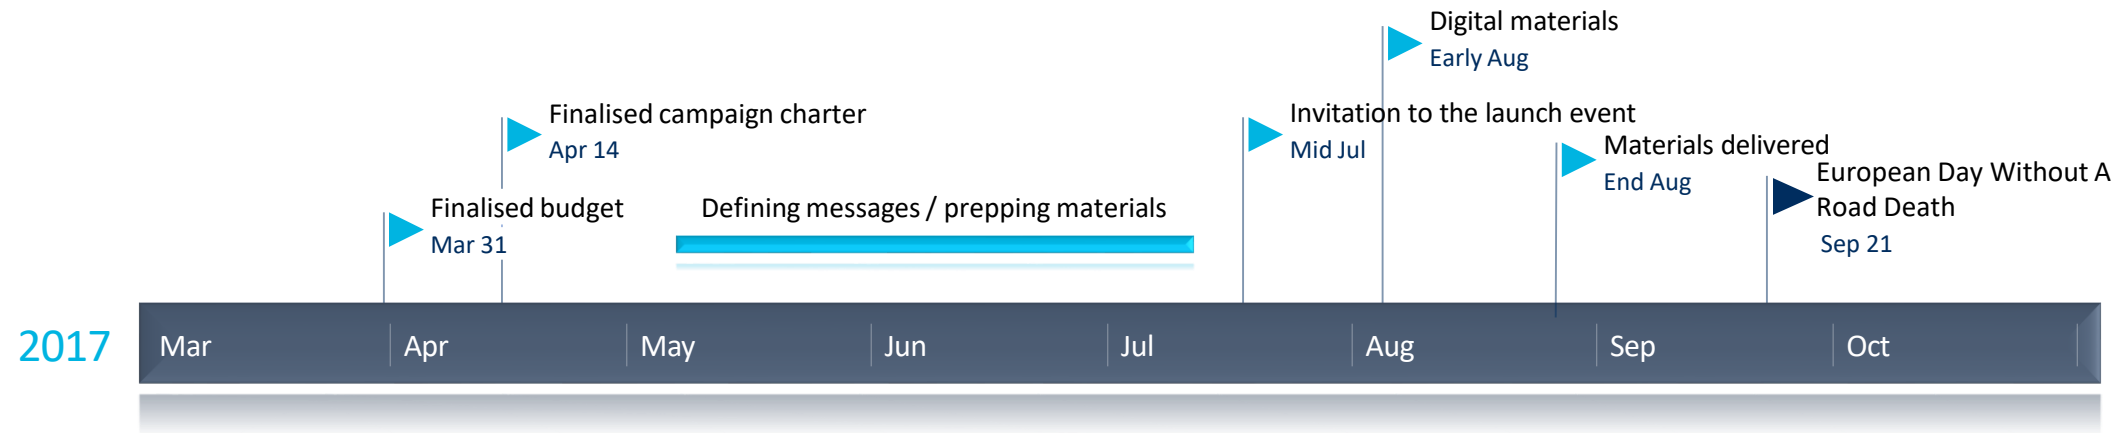 Digital materials
Early Aug
Finalised campaign charter
Apr 14
Invitation to the launch event
Mid Jul
Materials delivered
End Aug
European Day Without A
Road Death
Sep 21
Finalised budget
Mar 31
Defining messages / prepping materials
2017
Mar
Apr
May
Jun
Jul
Aug
Sep
Oct